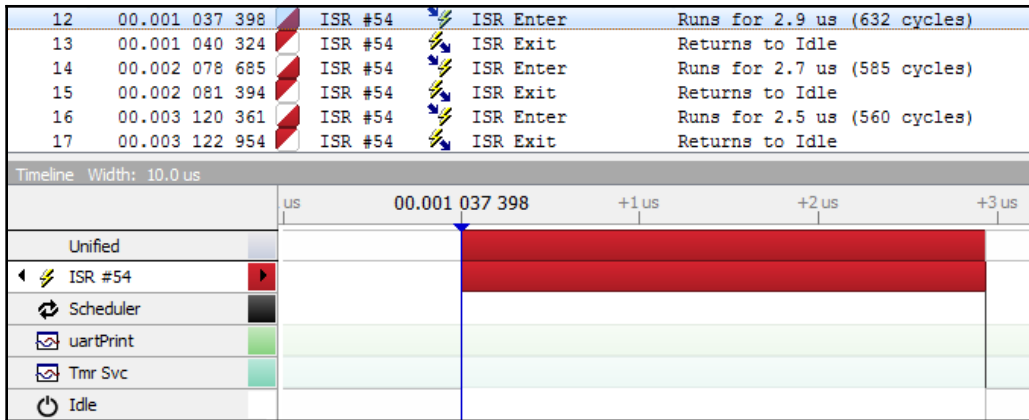 12 00.001 037 398 ISR #54 ISR Enter Runs for 2.9 us (632 cycles)
13 00.001 040 324 ISR #54 ISR Exit Returns to Idle
14 00.002 078 685 ISR #54 ISR Enter Runs for 2.7 us (585 cycles)
15 00.002 081 394 ISR #54 ISR Exit Returns to Idle
16 00.003 120 361 ISR #54 ISR Enter Runs for 2.5 us (560 cycles)
17 00.003 122 954 ISR #54 ISR Exit Returns to Idle
Timeline Width: 10.0 us
us 00.001 037 398 +1 us +2 us +3 us
Unified
ISR #54
Scheduler
uartPrint
Tmr Svc
Idle